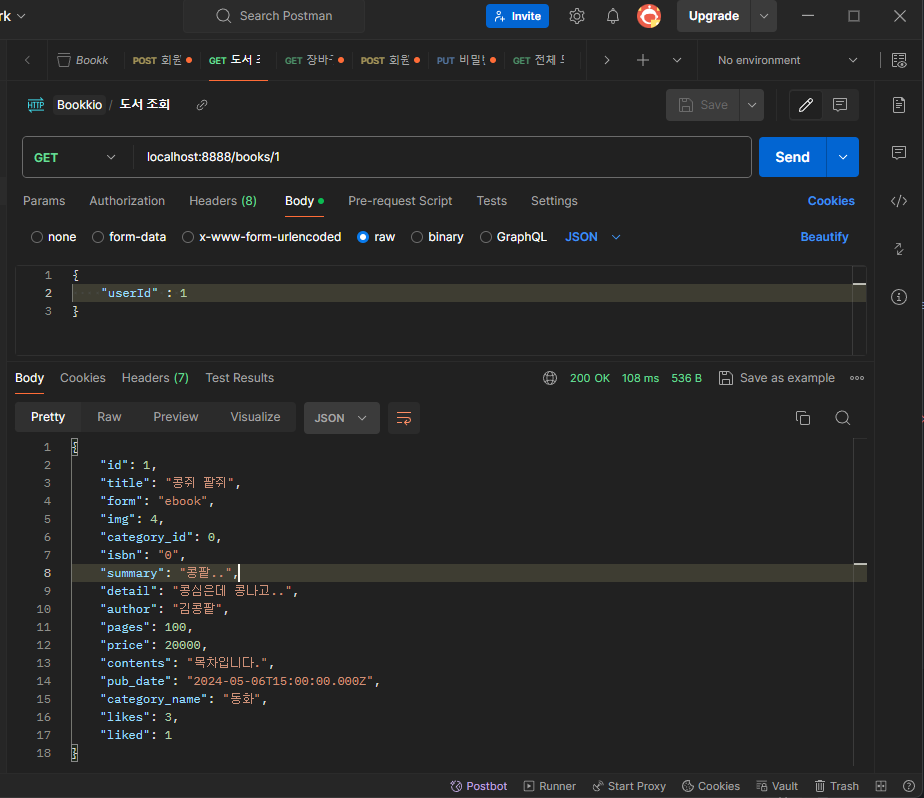 rk
Search Postman
Invite
Upgrade
Bookk
POST 회원
GET 도서 조
GET 장바구
POST 회원
PUT 비밀번
GET 전체 도
No environment
HTTP Bookkio / 도서 조회
Save
GET
localhost:8888/books/1
Send
Params Authorization Headers (8) Body Pre-request Script Tests Settings Cookies
none form-data x-www-form-urlencoded raw binary GraphQL JSON Beautify
1 {
2 "userId" : 1
3 }
Body Cookies Headers (7) Test Results 200 OK 108 ms 536 B Save as example
Pretty Raw Preview Visualize JSON
1 {
2 "id": 1,
3 "title": "콩쥐 팥쥐",
4 "form": "ebook",
5 "img": 4,
6 "category_id": 0,
7 "isbn": "0",
8 "summary": "콩팥..",
9 "detail": "콩심은데 콩나고..",
10 "author": "김콩팥",
11 "pages": 100,
12 "price": 20000,
13 "contents": "목차입니다.",
14 "pub_date": "2024-05-06T15:00:00.000Z",
15 "category_name": "동화",
16 "likes": 3,
17 "liked": 1
18 }
Postbot Runner Start Proxy Cookies Vault Trash